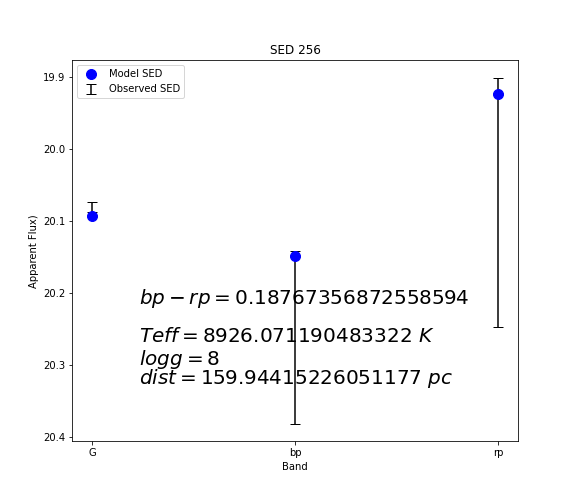 SED 256
Model SED
Observed SED
Apparent Flux)
19.9
20.0
20.1
20.2
20.3
20.4
bp − rp = 0.18767356872558594
Teff = 8926.071190483322 K
logg = 8
dist = 159.94415226051177 pc
G
bp
rp
Band